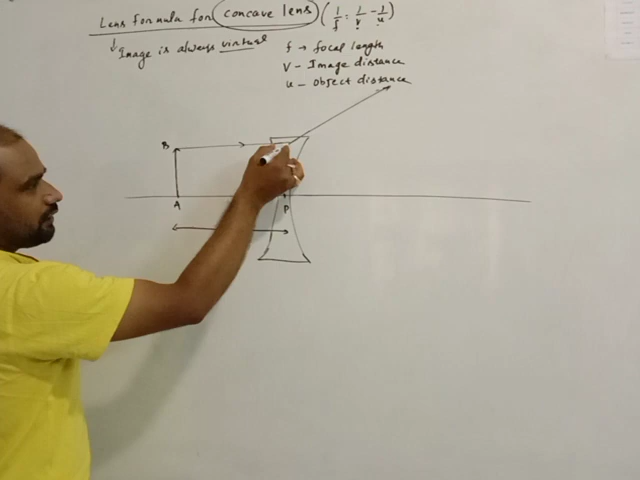 Lens formula for concave lens (1/f = 1/v - 1/u)
↓ Image is always virtual
f → focal length
V - Image distance
u - Object distance
B
A
P